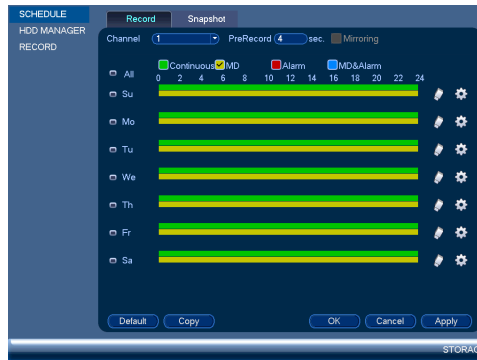 SCHEDULE
HDD MANAGER
RECORD
Record Snapshot
Channel 1 PreRecord 4 sec. Mirroring
Continuous MD Alarm MD&Alarm
All 0 2 4 6 8 10 12 14 16 18 20 22 24
Su
Mo
Tu
We
Th
Fr
Sa
Default Copy OK Cancel Apply
STORAG